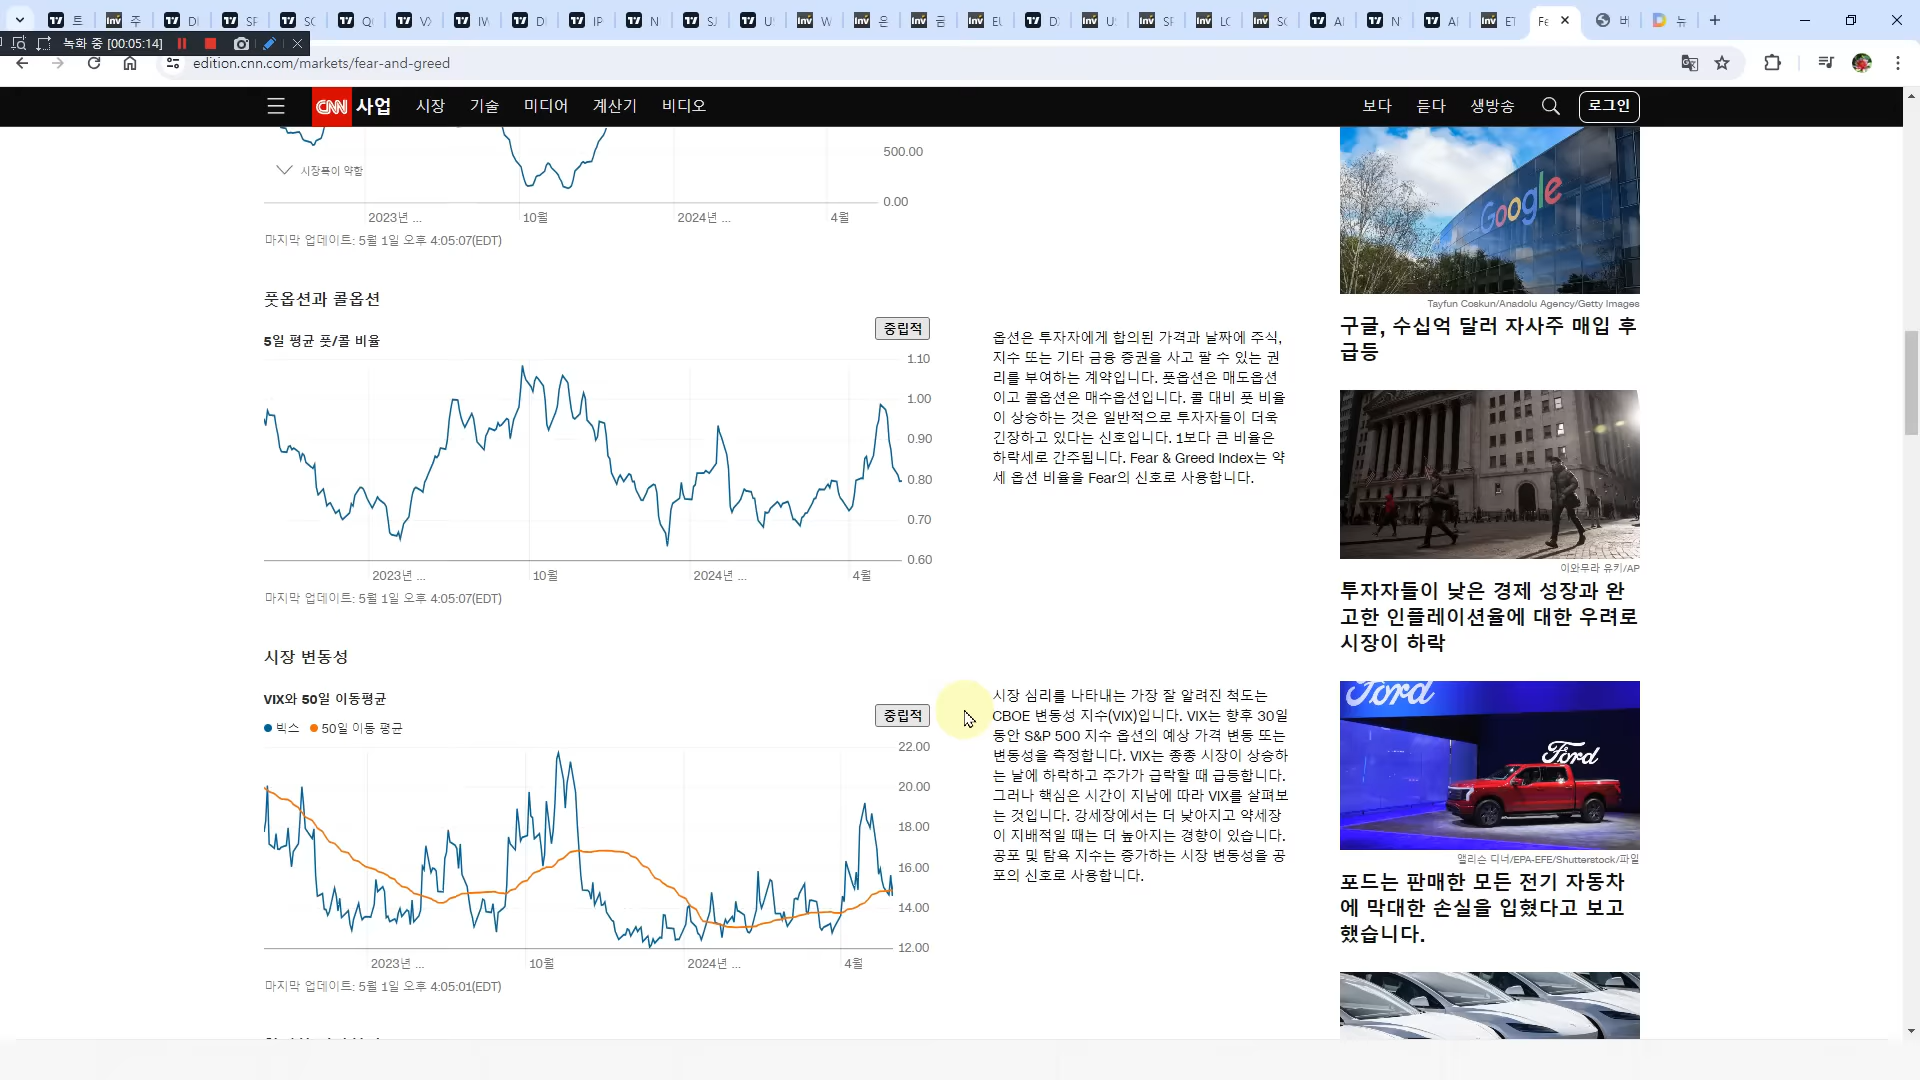 트
주
DI
SF
SC
Q(
VX
IW
DI
IP
N
SJ
U!
W
은
금
EU
D
U
SF
LC
SC
AI
N'
AI
ET
Fe
버
뉴
녹화 중 [00:05:14]
edition.cnn.com/markets/fear-and-greed
CNN 사업 시장 기술 미디어 계산기 비디오 보다 듣다 생방송 로그인
500.00
시장폭이 약함
0.00
2023년 ... 10월 2024년 ... 4월
마지막 업데이트: 5월 1일 오후 4:05:07(EDT)
풋옵션과 콜옵션
중립적
5일 평균 풋/콜 비율
1.10
1.00
0.90
0.80
0.70
0.60
2023년 ... 10월 2024년 ... 4월
마지막 업데이트: 5월 1일 오후 4:05:07(EDT)
옵션은 투자자에게 합의된 가격과 날짜에 주식,
지수 또는 기타 금융 증권을 사고 팔 수 있는 권
리를 부여하는 계약입니다. 풋옵션은 매도옵션
이고 콜옵션은 매수옵션입니다. 콜 대비 풋 비율
이 상승하는 것은 일반적으로 투자자들이 더욱
긴장하고 있다는 신호입니다. 1보다 큰 비율은
하락세로 간주됩니다. Fear & Greed Index는 약
세 옵션 비율을 Fear의 신호로 사용합니다.
시장 변동성
VIX와 50일 이동평균
중립적
빅스 50일 이동 평균
22.00
20.00
18.00
16.00
14.00
12.00
2023년 ... 10월 2024년 ... 4월
마지막 업데이트: 5월 1일 오후 4:05:01(EDT)
시장 심리를 나타내는 가장 잘 알려진 척도는
CBOE 변동성 지수(VIX)입니다. VIX는 향후 30일
동안 S&P 500 지수 옵션의 예상 가격 변동 또는
변동성을 측정합니다. VIX는 종종 시장이 상승하
는 날에 하락하고 주가가 급락할 때 급등합니다.
그러나 핵심은 시간이 지남에 따라 VIX를 살펴보
는 것입니다. 강세장에서는 더 낮아지고 약세장
이 지배적일 때는 더 높아지는 경향이 있습니다.
공포 및 탐욕 지수는 증가하는 시장 변동성을 공
포의 신호로 사용합니다.
Google
Tayfun Coskun/Anadolu Agency/Getty Images
구글, 수십억 달러 자사주 매입 후
급등
이와무라 유키/AP
투자자들이 낮은 경제 성장과 완
고한 인플레이션율에 대한 우려로
시장이 하락
Ford
Ford
앨리슨 디너/EPA-EFE/Shutterstock/파일
포드는 판매한 모든 전기 자동차
에 막대한 손실을 입혔다고 보고
했습니다.